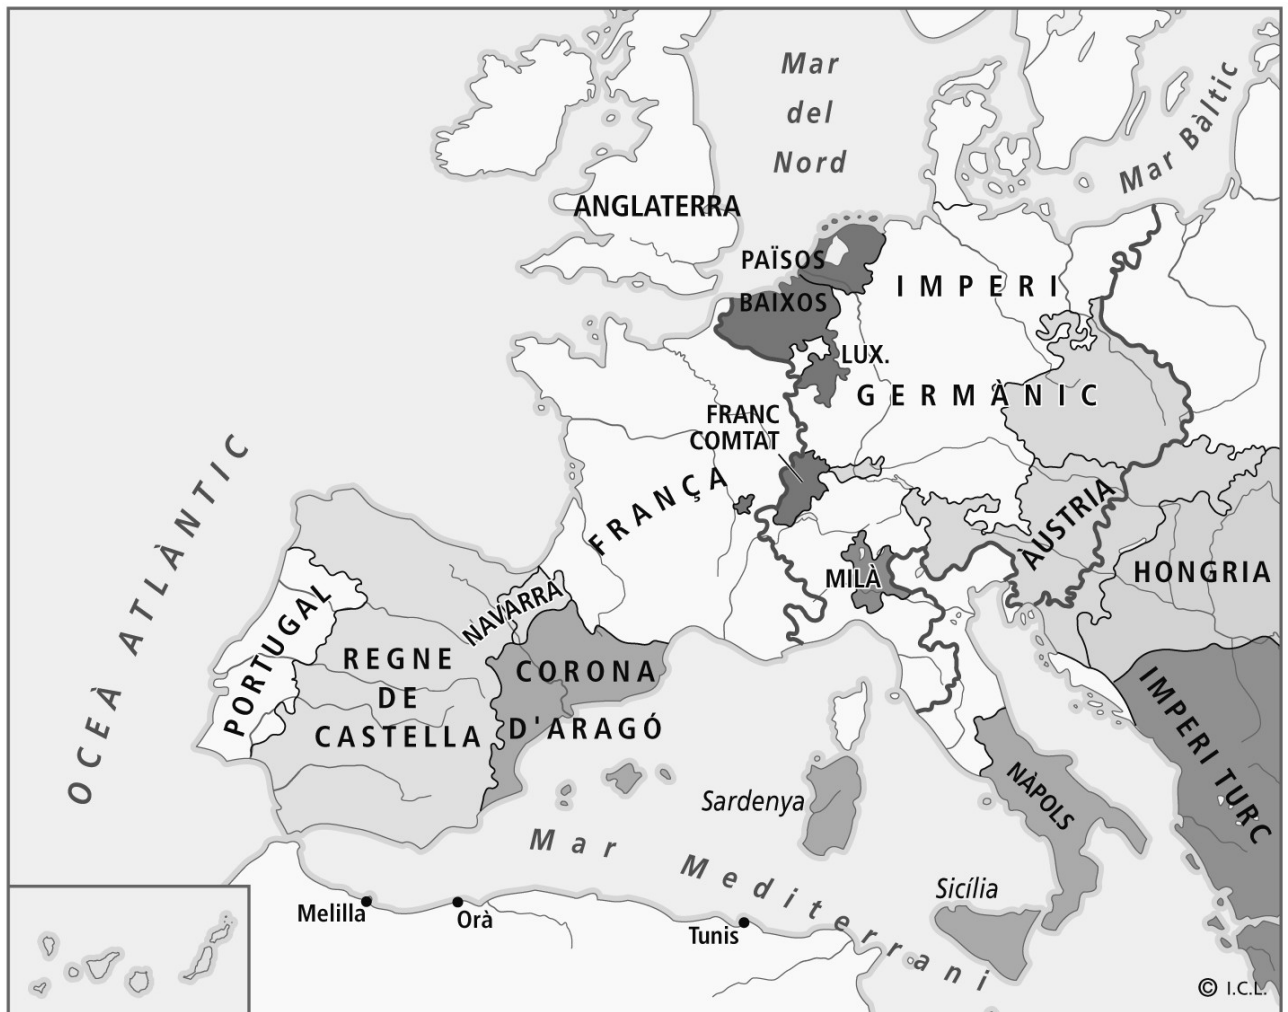 Mar
del
Nord
Mar Bàltic
ANGLATERRA
PAÏSOS
BAIXOS
IMPERI
LUX.
GERMÀNIC
FRANC
COMTAT
FRANÇA
OCEÀ ATLÀNTIC
ÀUSTRIA
HONGRIA
MILÀ
NAVARRA
PORTUGAL
REGNE
DE
CASTELLA
CORONA
D'ARAGÓ
IMPERI TURC
NÀPOLS
Sardenya
Mar Mediterrani
Sicília
Melilla
Orà
Tunis
© I.C.L.